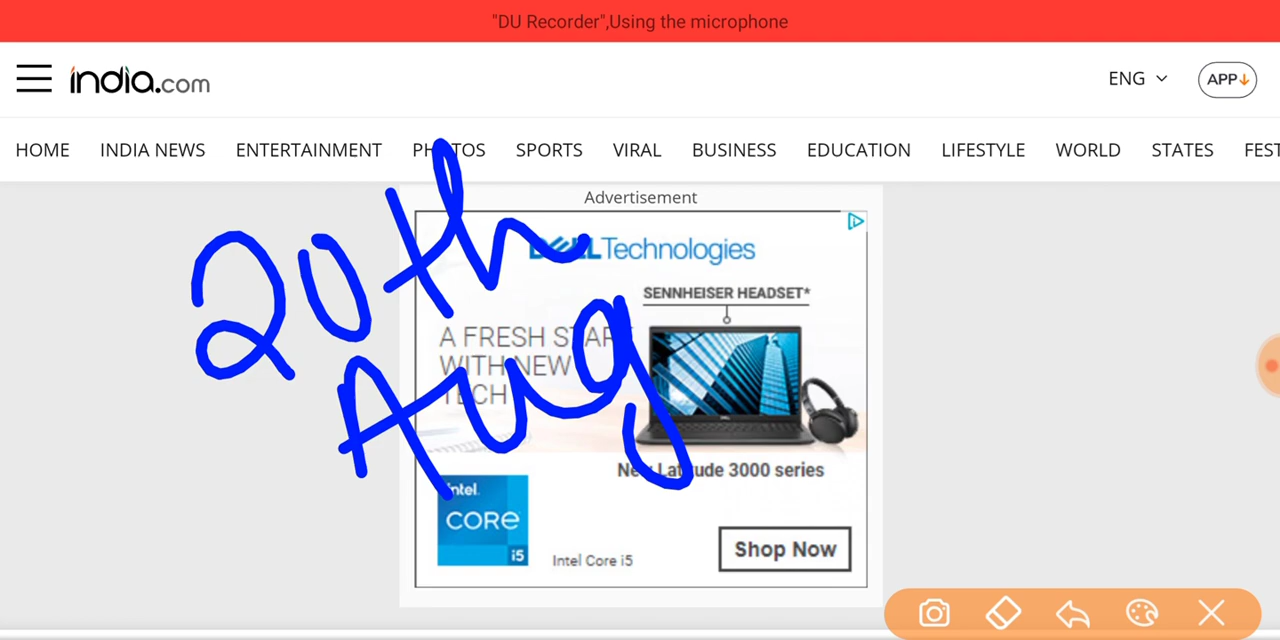 "DU Recorder",Using the microphone
india.com
ENG
APP
HOME INDIA NEWS ENTERTAINMENT PHOTOS SPORTS VIRAL BUSINESS EDUCATION LIFESTYLE WORLD STATES FEST
Advertisement
20th
Aug
DELL Technologies
SENNHEISER HEADSET*
A FRESH START
WITH NEW
TECH
New Latitude 3000 series
intel.
CORE
i5
Intel Core i5
Shop Now